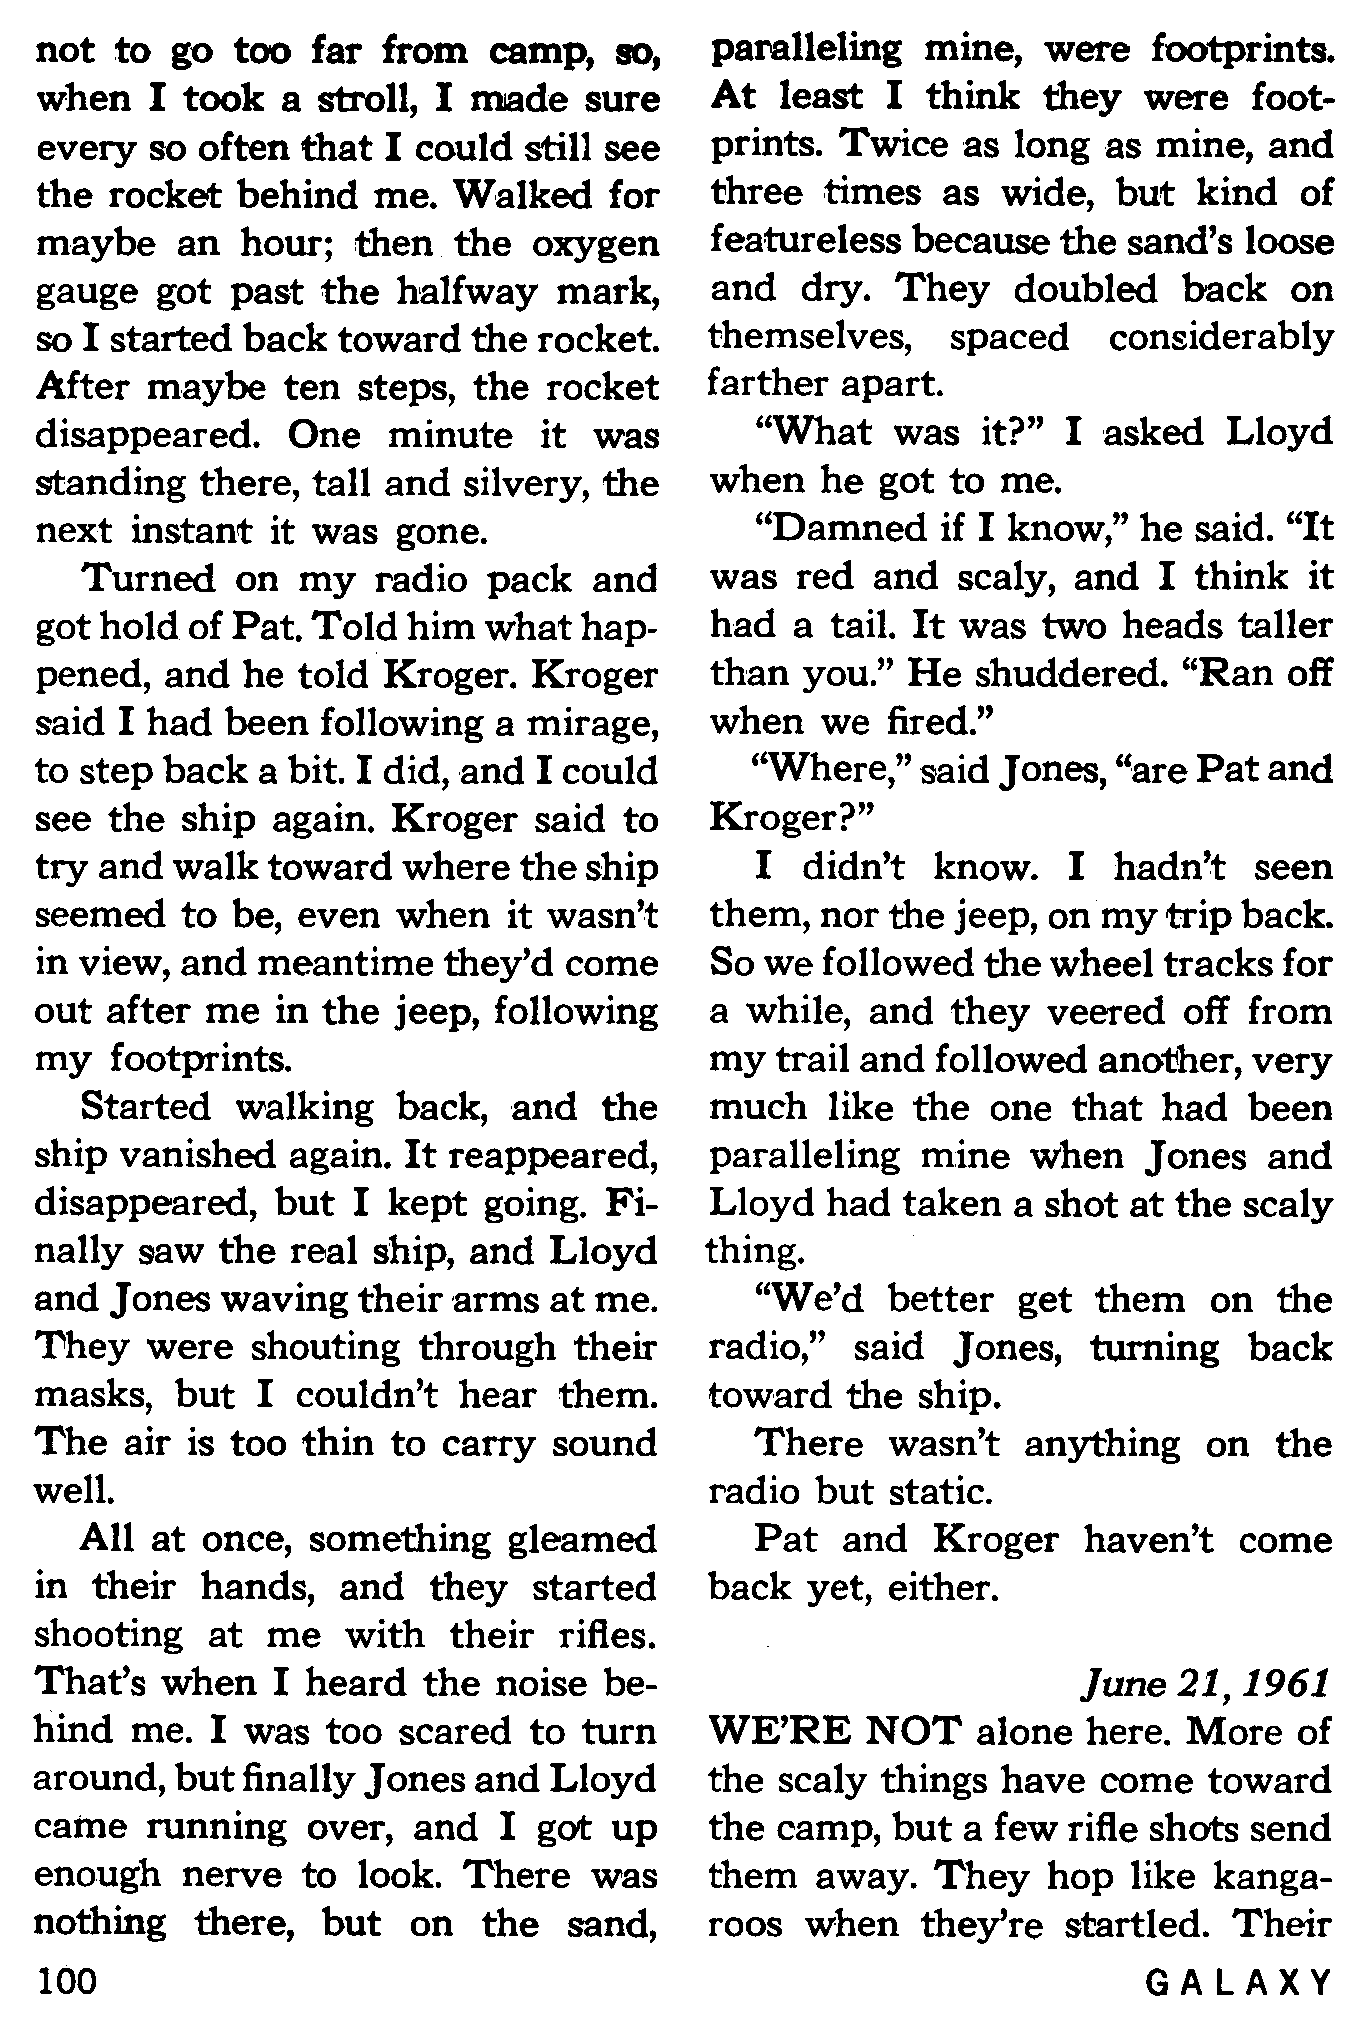 not to go too far from camp, so,
when I took a stroll, I made sure
every so often that I could still see
the rocket behind me. Walked for
maybe an hour; then the oxygen
gauge got past the halfway mark,
so I started back toward the rocket.
After maybe ten steps, the rocket
disappeared. One minute it was
standing there, tall and silvery, the
next instant it was gone.
Turned on my radio pack and
got hold of Pat. Told him what hap-
pened, and he told Kroger. Kroger
said I had been following a mirage,
to step back a bit. I did, and I could
see the ship again. Kroger said to
try and walk toward where the ship
seemed to be, even when it wasn't
in view, and meantime they'd come
out after me in the jeep, following
my footprints.
Started walking back, and the
ship vanished again. It reappeared,
disappeared, but I kept going. Fi-
nally saw the real ship, and Lloyd
and Jones waving their arms at me.
They were shouting through their
masks, but I couldn't hear them.
The air is too thin to carry sound
well.
All at once, something gleamed
in their hands, and they started
shooting at me with their rifles.
That's when I heard the noise be-
hind me. I was too scared to turn
around, but finally Jones and Lloyd
came running over, and I got up
enough nerve to look. There was
nothing there, but on the sand,
paralleling mine, were footprints.
At least I think they were foot-
prints. Twice as long as mine, and
three times as wide, but kind of
featureless because the sand's loose
and dry. They doubled back on
themselves, spaced considerably
farther apart.
"What was it?" I asked Lloyd
when he got to me.
"Damned if I know," he said. "It
was red and scaly, and I think it
had a tail. It was two heads taller
than you." He shuddered. "Ran off
when we fired."
"Where," said Jones, "are Pat and
Kroger?"
I didn't know. I hadn't seen
them, nor the jeep, on my trip back.
So we followed the wheel tracks for
a while, and they veered off from
my trail and followed another, very
much like the one that had been
paralleling mine when Jones and
Lloyd had taken a shot at the scaly
thing.
"We'd better get them on the
radio," said Jones, turning back
toward the ship.
There wasn't anything on the
radio but static.
Pat and Kroger haven't come
back yet, either.
June 21, 1961
WE'RE NOT alone here. More of
the scaly things have come toward
the camp, but a few rifle shots send
them away. They hop like kanga-
roos when they're startled. Their
100
GALAXY